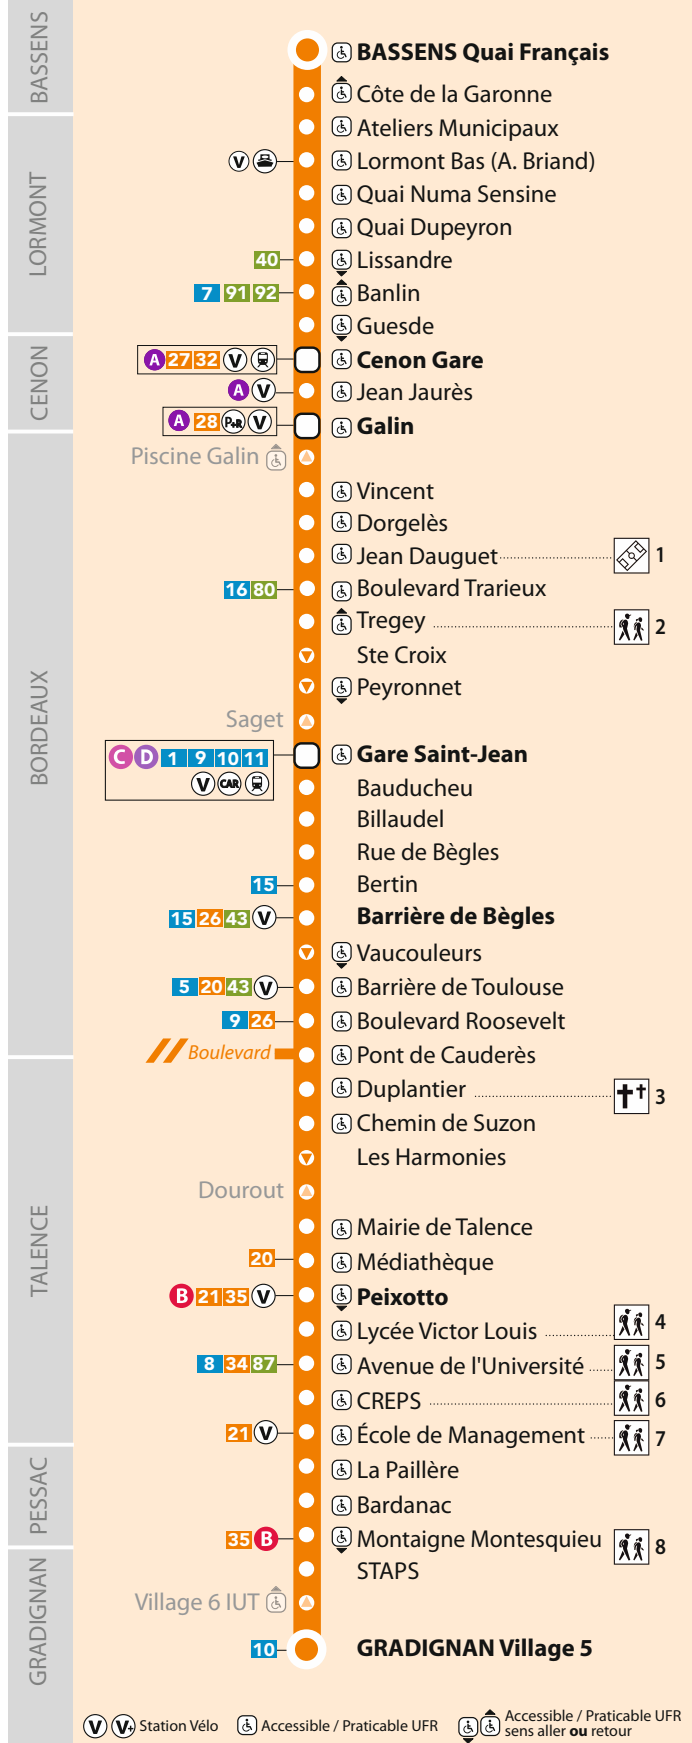 BASSENS
BASSENS Quai Français
Côte de la Garonne
LORMONT
Ateliers Municipaux
V Lormont Bas (A. Briand)
Quai Numa Sensine
Quai Dupeyron
40 Lissandre
7 91 92 Banlin
Guesde
CENON
A 27 32 V Cenon Gare
A V Jean Jaurès
A 28 P+R V Galin
BORDEAUX
Piscine Galin
Vincent
Dorgelès
Jean Dauguet 1
16 80 Boulevard Trarieux
Tregey 2
Ste Croix
Peyronnet
Saget
C D 1 9 10 11 Gare Saint-Jean
V CAR
Bauducheu
Billaudel
Rue de Bègles
15 Bertin
15 26 43 V Barrière de Bègles
Vaucouleurs
5 20 43 V Barrière de Toulouse
9 26 Boulevard Roosevelt
Boulevard Pont de Cauderès
TALENCE
Duplantier 3
Chemin de Suzon
Les Harmonies
Dourout
Mairie de Talence
20 Médiathèque
B 21 35 V Peixotto
Lycée Victor Louis 4
8 34 87 Avenue de l'Université 5
CREPS 6
21 V École de Management 7
PESSAC
La Paillère
Bardanac
35 B Montaigne Montesquieu 8
GRADIGNAN
STAPS
Village 6 IUT
10 GRADIGNAN Village 5
V V+ Station Vélo Accessible / Praticable UFR Accessible / Praticable UFR
sens aller ou retour